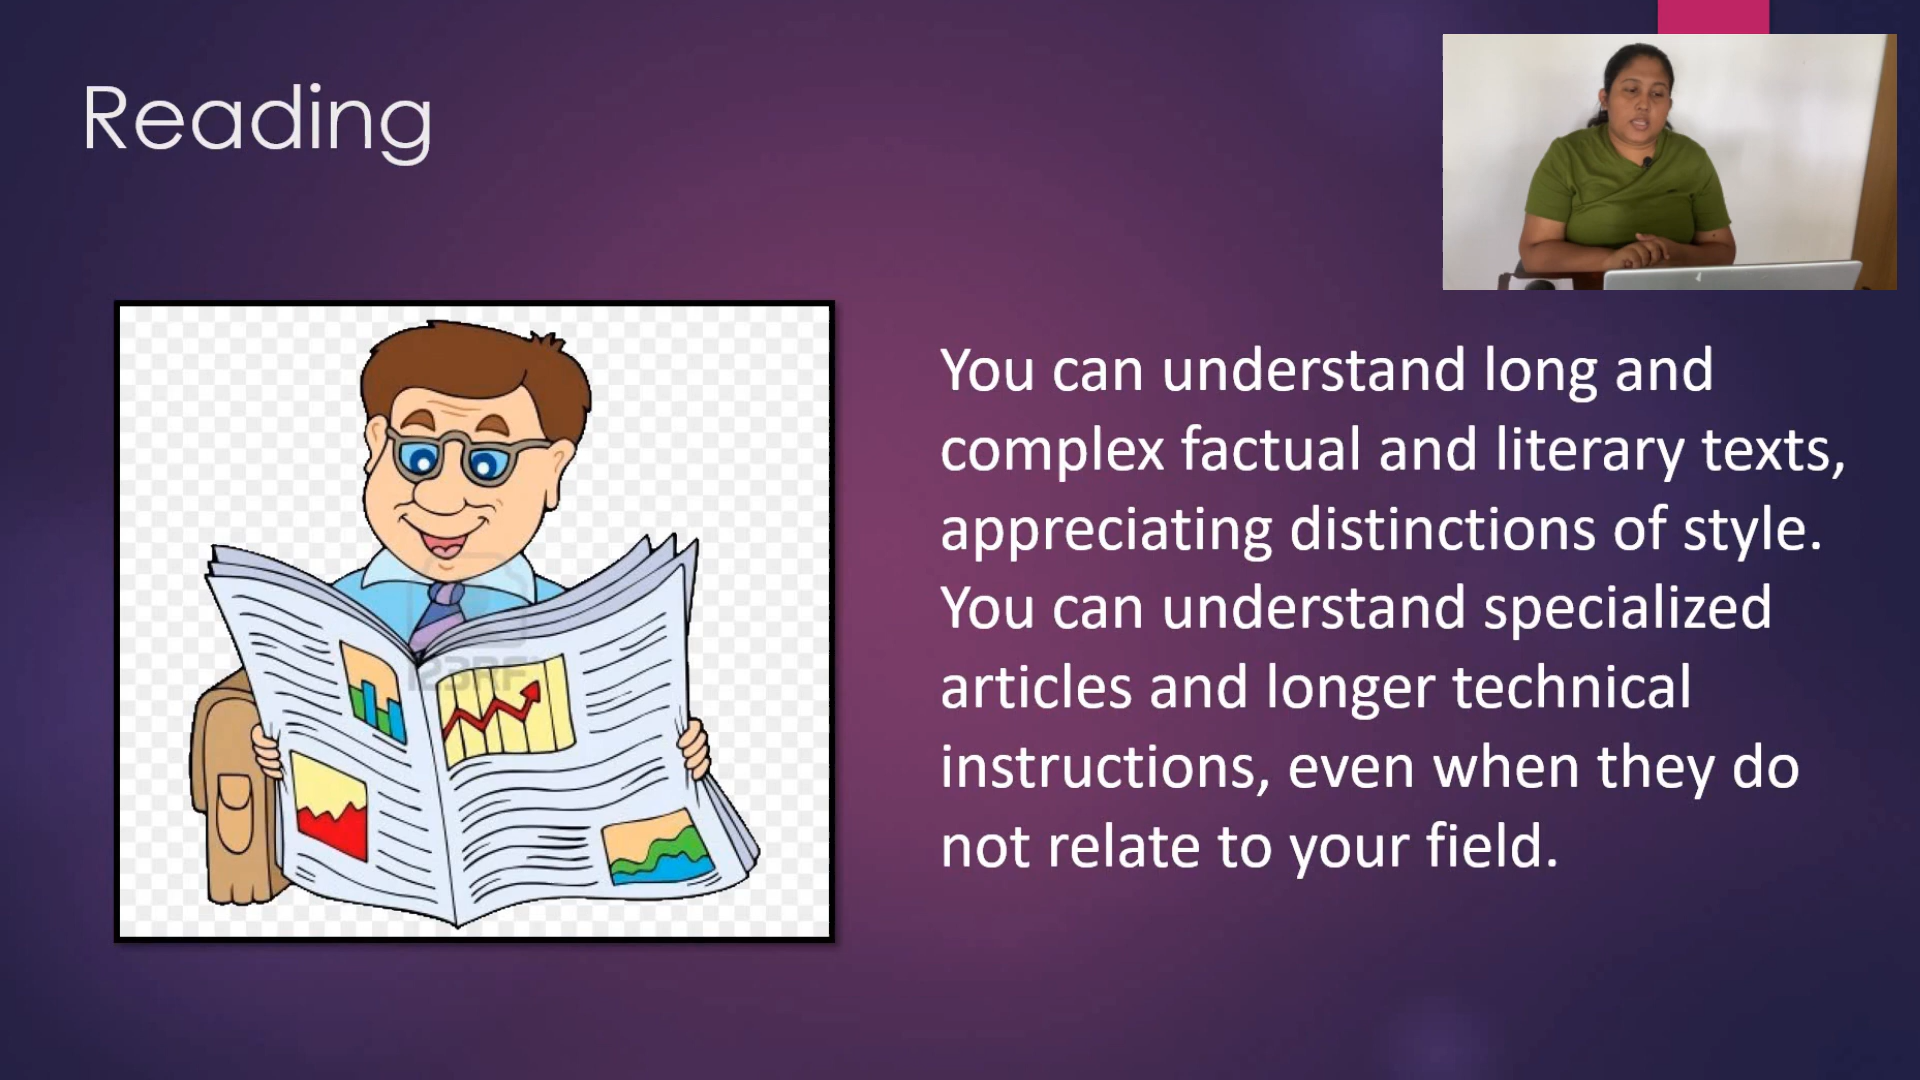 Reading
You can understand long and
complex factual and literary texts,
appreciating distinctions of style.
You can understand specialized
articles and longer technical
instructions, even when they do
not relate to your field.
123RF